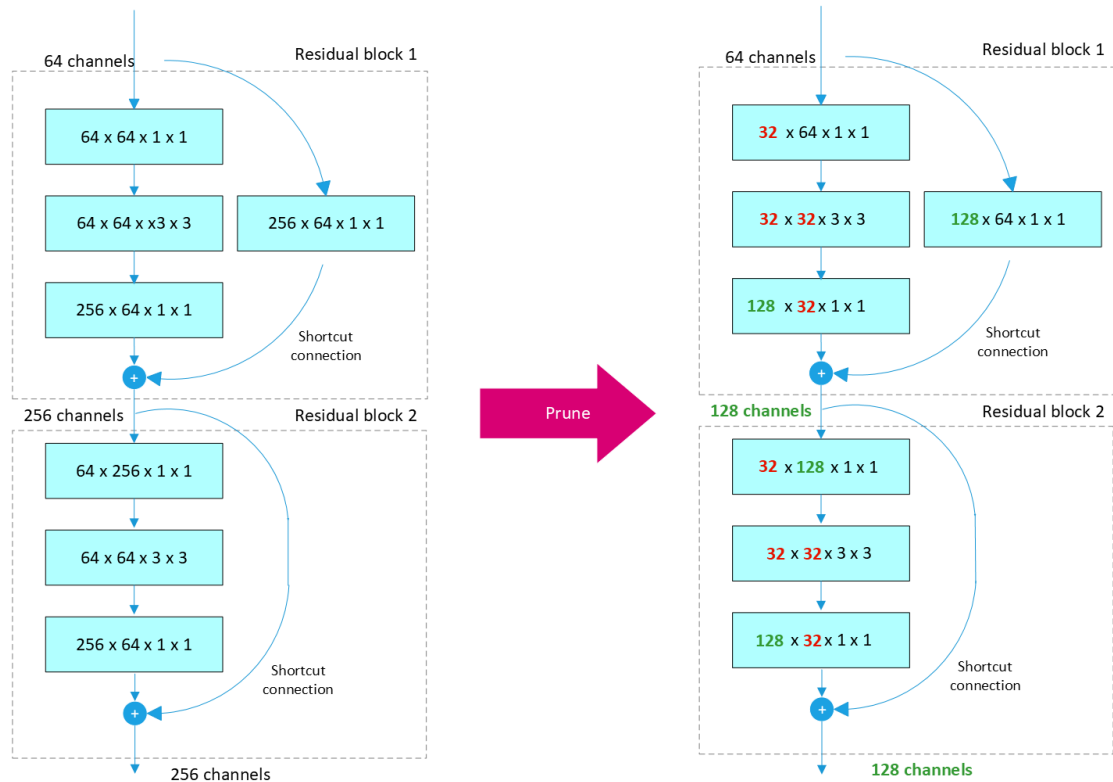 64 channels
Residual block 1
64 x 64 x 1 x 1
64 x 64 x x3 x 3
256 x 64 x 1 x 1
256 x 64 x 1 x 1
Shortcut
connection
+
256 channels
Residual block 2
64 x 256 x 1 x 1
64 x 64 x 3 x 3
256 x 64 x 1 x 1
Shortcut
connection
+
256 channels
Prune
64 channels
Residual block 1
32 x 64 x 1 x 1
32 x 32 x 3 x 3
128 x 64 x 1 x 1
128 x 32 x 1 x 1
Shortcut
connection
+
128 channels
Residual block 2
32 x 128 x 1 x 1
32 x 32 x 3 x 3
128 x 32 x 1 x 1
Shortcut
connection
+
128 channels